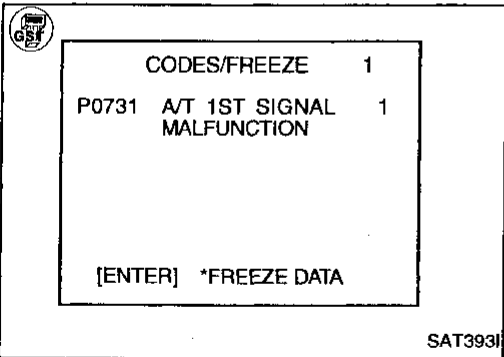 GST
CODES/FREEZE 1
P0731 A/T 1ST SIGNAL 1
MALFUNCTION
[ENTER] *FREEZE DATA
SAT393I